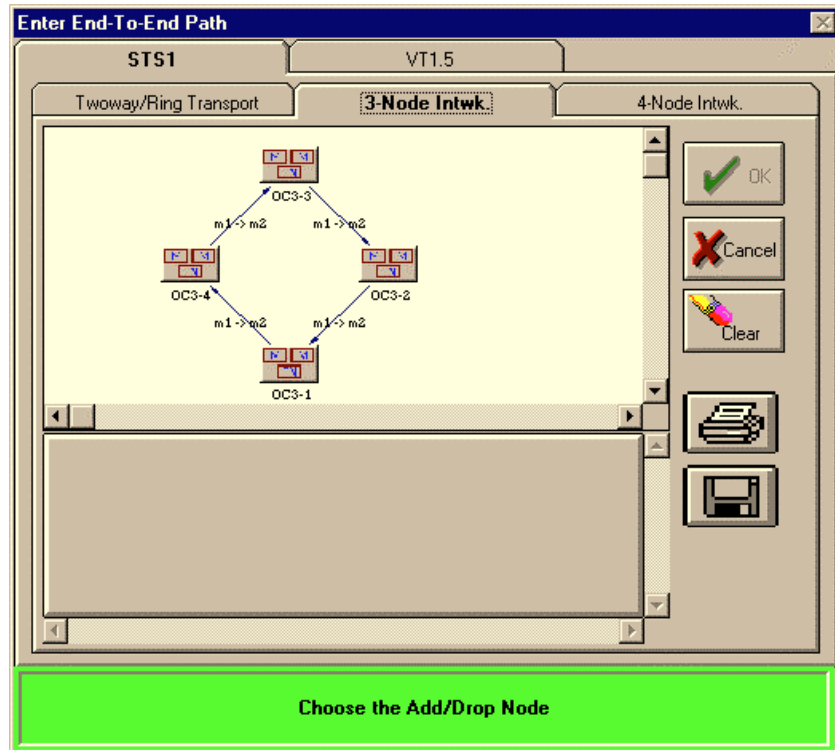 Enter End-To-End Path
STS1
VT1.5
Twoway/Ring Transport
3-Node Intwk.
4-Node Intwk.
OC3-3
m1 -> m2
m1 -> m2
OC3-4
OC3-2
m1 -> m2
m1 -> m2
OC3-1
OK
Cancel
Clear
Choose the Add/Drop Node